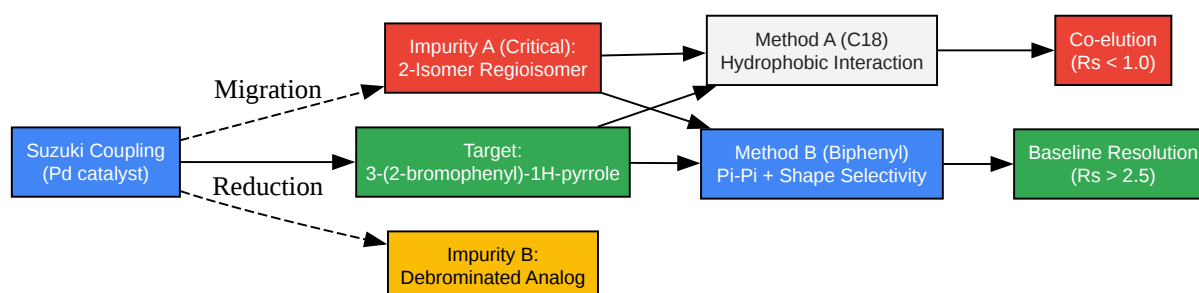 Suzuki Coupling
(Pd catalyst)
Migration
Reduction
Impurity A (Critical):
2-Isomer Regioisomer
Target:
3-(2-bromophenyl)-1H-pyrrole
Impurity B:
Debrominated Analog
Method A (C18)
Hydrophobic Interaction
Method B (Biphenyl)
Pi-Pi + Shape Selectivity
Co-elution
(Rs < 1.0)
Baseline Resolution
(Rs > 2.5)